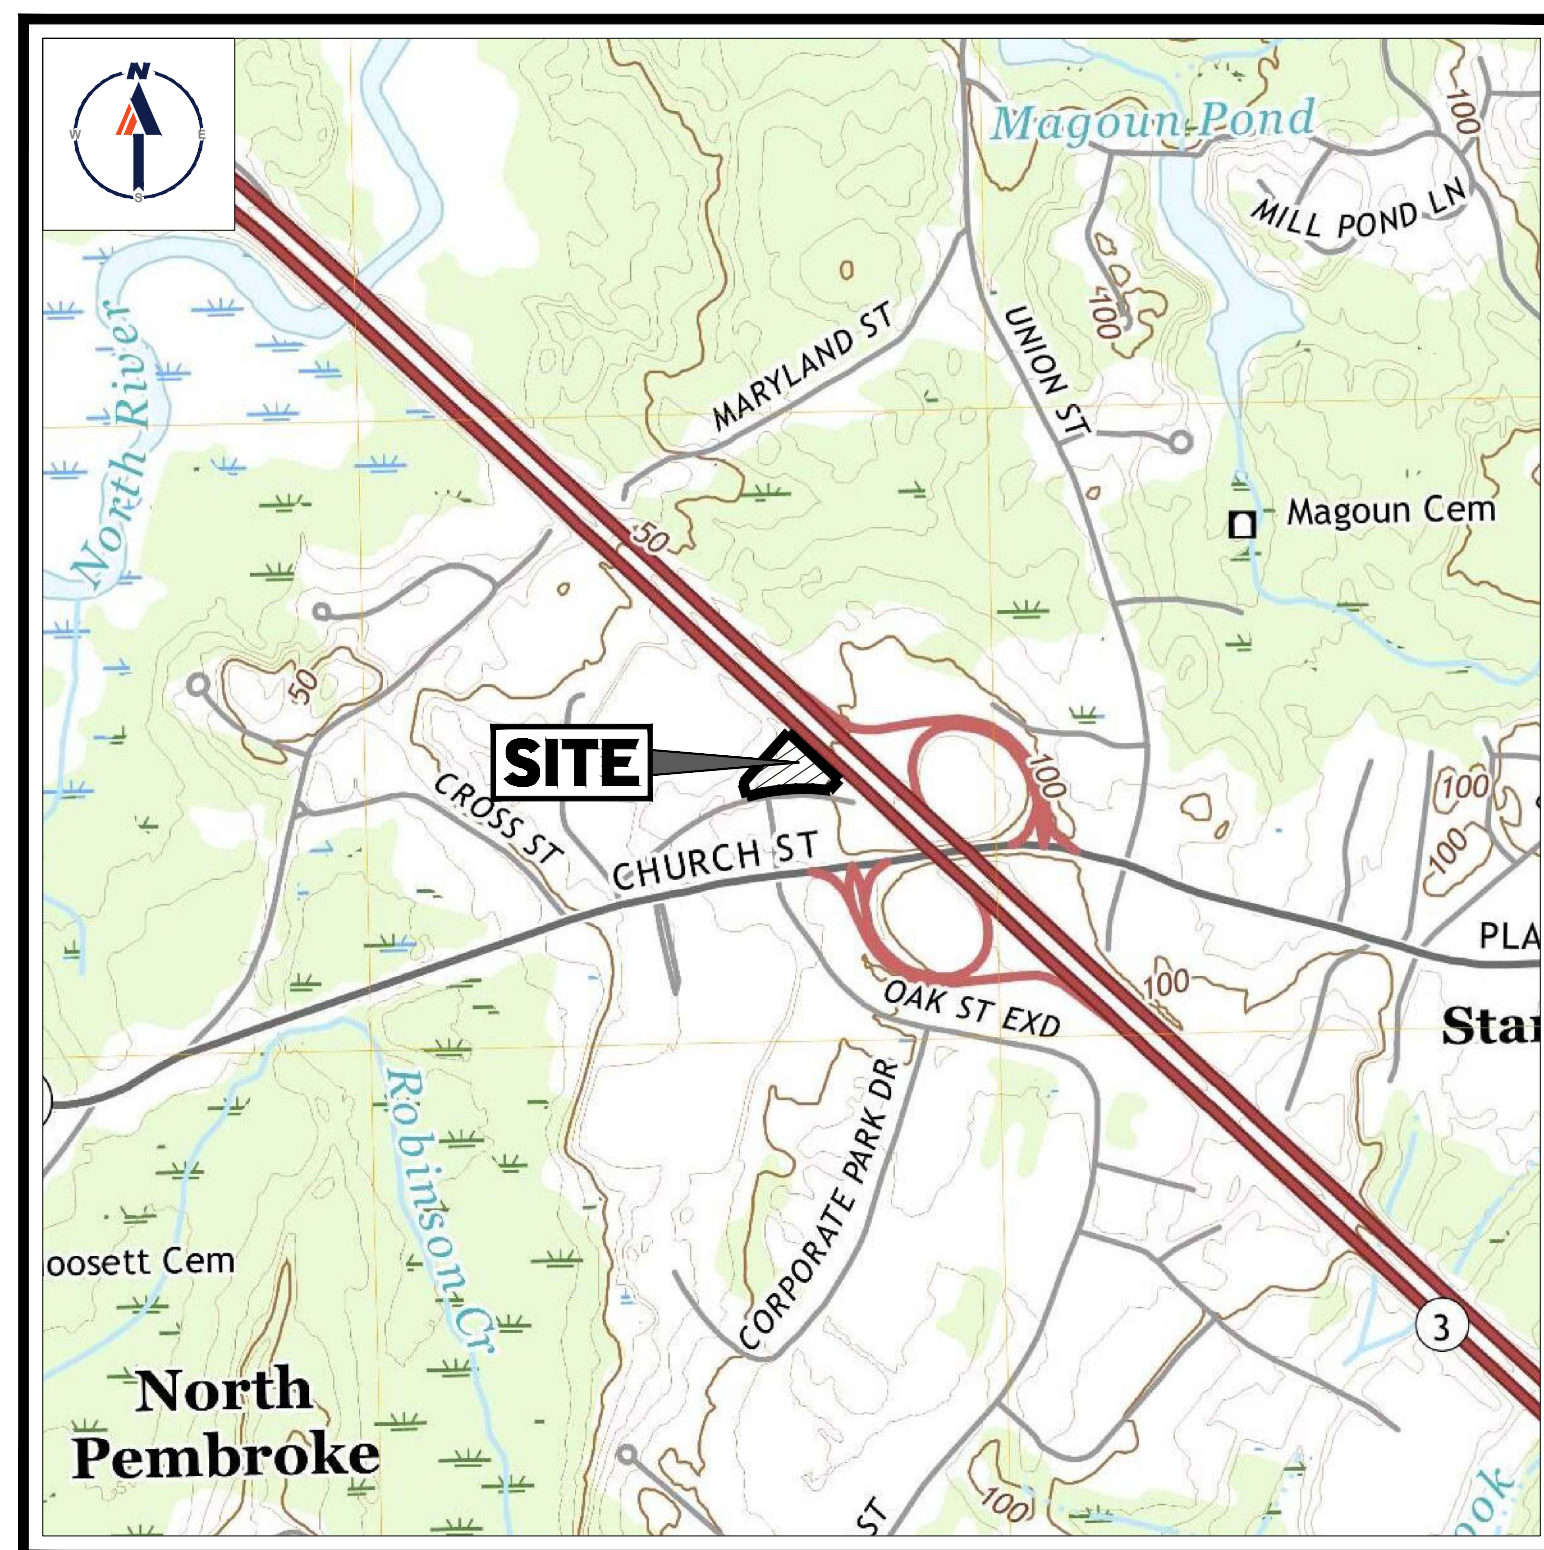 N
W
E
S
Magoun Pond
100
MILL POND LN
North River
100
MARYLAND ST
UNION ST
50
Magoun Cem
50
SITE
100
100
CROSS ST
CHURCH ST
100
PLA
100
OAK ST EXD
Star
Robinson Cr
CORPORATE PARK DR
oosett Cem
3
North
Pembroke
100
ST
ook